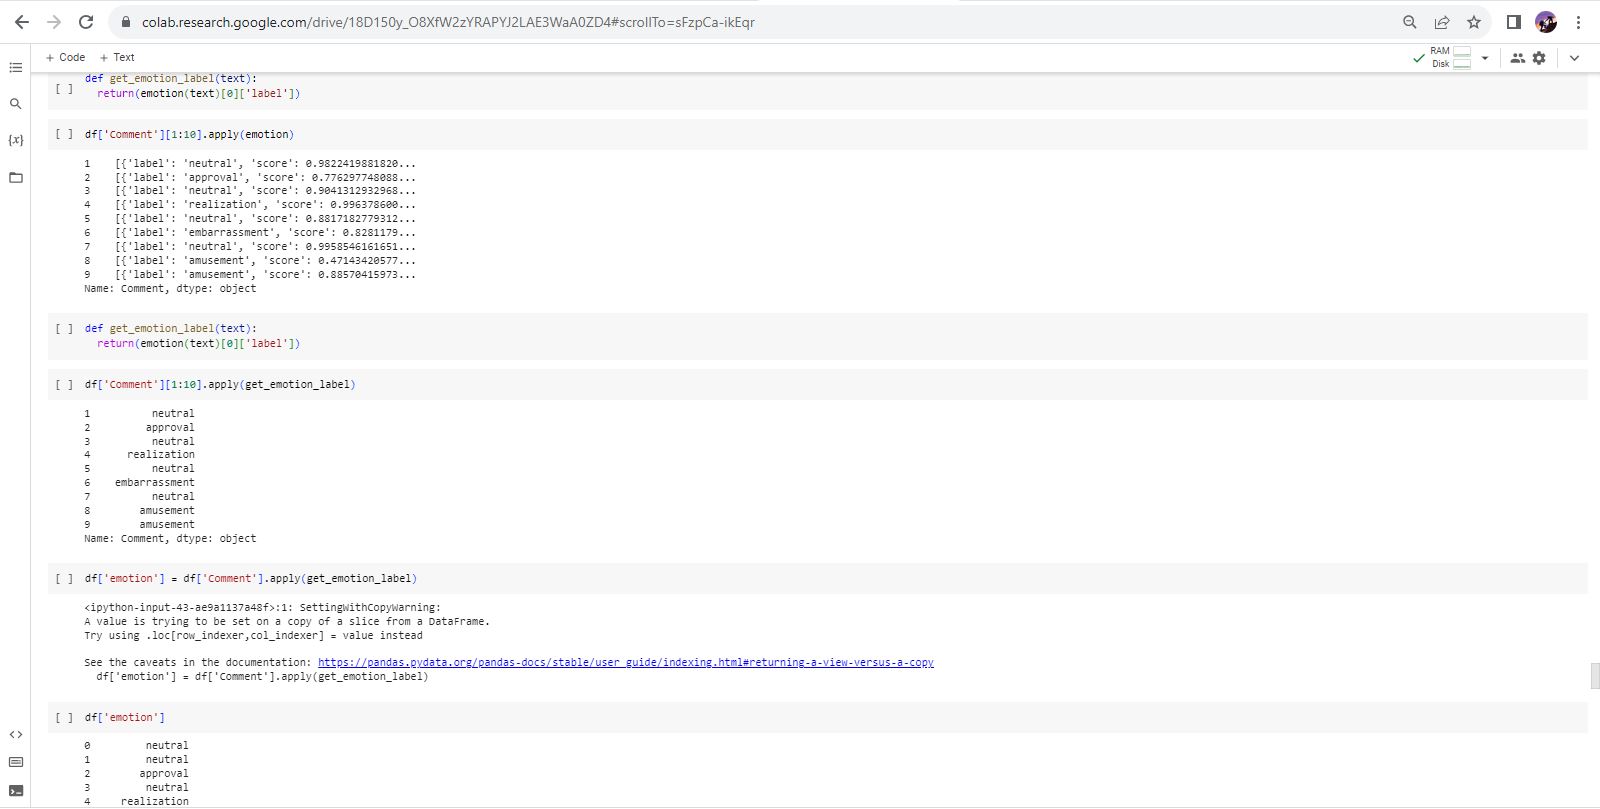 colab.research.google.com/drive/18D150y_O8XfW2zYRAPYJ2LAE3WaA0ZD4#scrollTo=sFzpCa-ikEqr
+ Code + Text
RAM
Disk
def get_emotion_label(text):
[ ] return(emotion(text)[0]['label'])
[ ] df['Comment'][1:10].apply(emotion)
1 [{'label': 'neutral', 'score': 0.9822419881820...
2 [{'label': 'approval', 'score': 0.776297748088...
3 [{'label': 'neutral', 'score': 0.9041312932968...
4 [{'label': 'realization', 'score': 0.996378600...
5 [{'label': 'neutral', 'score': 0.8817182779312...
6 [{'label': 'embarrassment', 'score': 0.8281179...
7 [{'label': 'neutral', 'score': 0.9958546161651...
8 [{'label': 'amusement', 'score': 0.47143420577...
9 [{'label': 'amusement', 'score': 0.88570415973...
Name: Comment, dtype: object
[ ] def get_emotion_label(text):
return(emotion(text)[0]['label'])
[ ] df['Comment'][1:10].apply(get_emotion_label)
1 neutral
2 approval
3 neutral
4 realization
5 neutral
6 embarrassment
7 neutral
8 amusement
9 amusement
Name: Comment, dtype: object
[ ] df['emotion'] = df['Comment'].apply(get_emotion_label)
<ipython-input-43-ae9a1137a48f>:1: SettingWithCopyWarning:
A value is trying to be set on a copy of a slice from a DataFrame.
Try using .loc[row_indexer,col_indexer] = value instead
See the caveats in the documentation: https://pandas.pydata.org/pandas-docs/stable/user_guide/indexing.html#returning-a-view-versus-a-copy
df['emotion'] = df['Comment'].apply(get_emotion_label)
[ ] df['emotion']
0 neutral
1 neutral
2 approval
3 neutral
4 realization